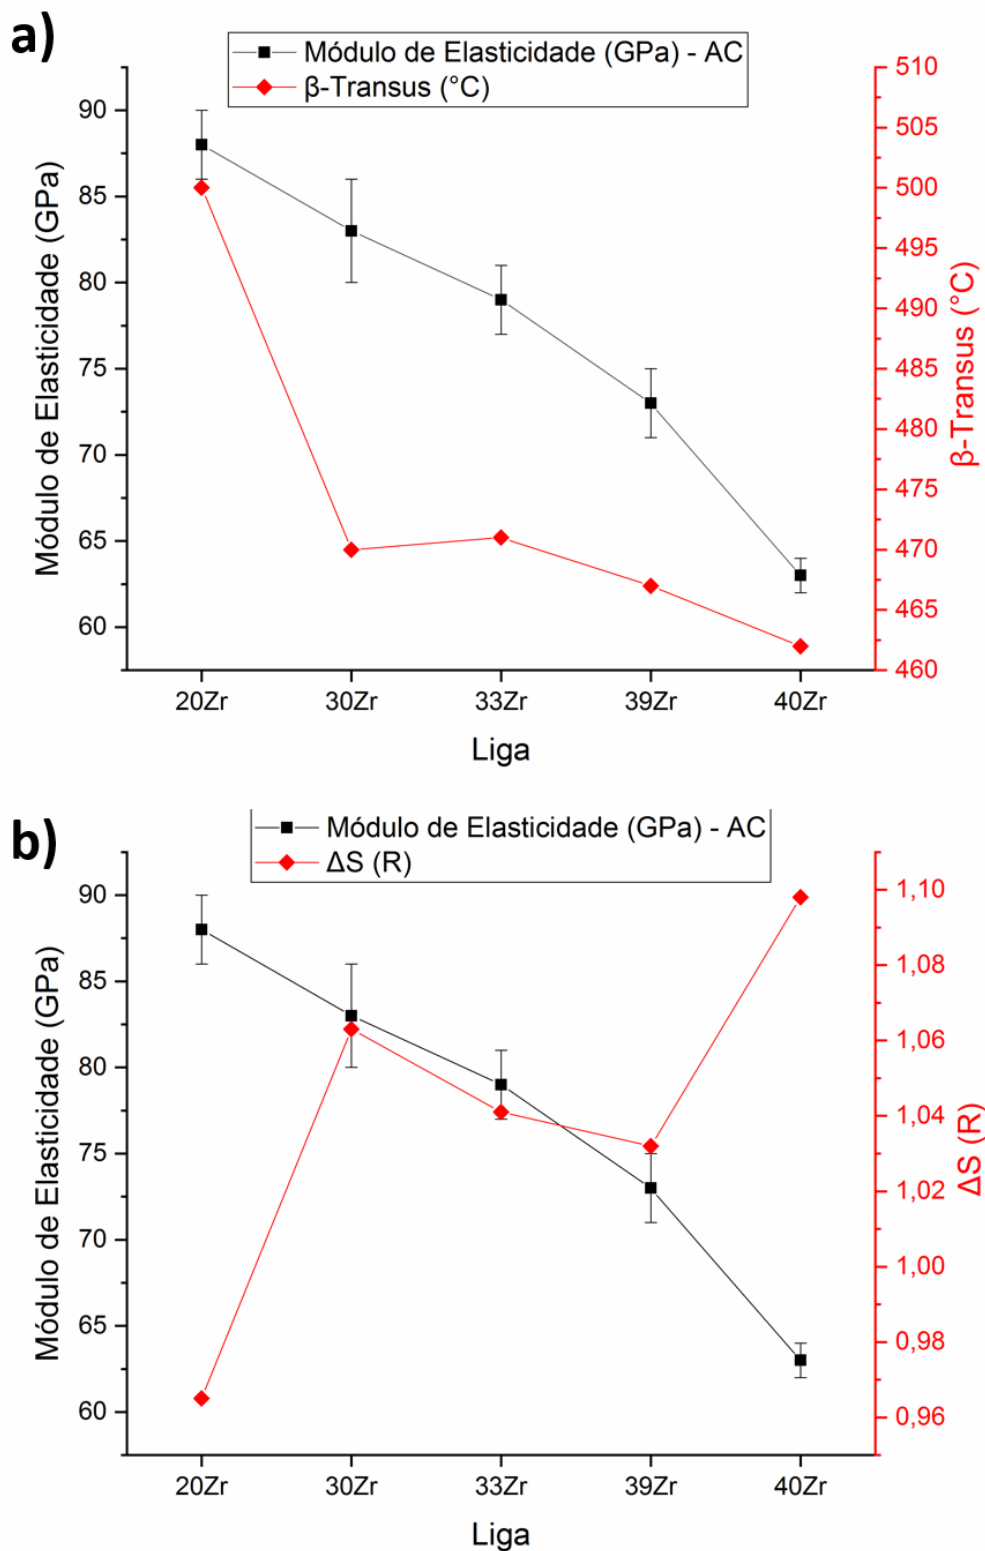 a)
Módulo de Elasticidade (GPa) - AC
β-Transus (°C)
Módulo de Elasticidade (GPa)
90
85
80
75
70
65
60
510
505
500
495
490
485
480
475
470
465
460
β-Transus (°C)
20Zr 30Zr 33Zr 39Zr 40Zr
Liga
b)
Módulo de Elasticidade (GPa) - AC
ΔS (R)
Módulo de Elasticidade (GPa)
90
85
80
75
70
65
60
1,10
1,08
1,06
1,04
1,02
1,00
0,98
0,96
ΔS (R)
20Zr 30Zr 33Zr 39Zr 40Zr
Liga